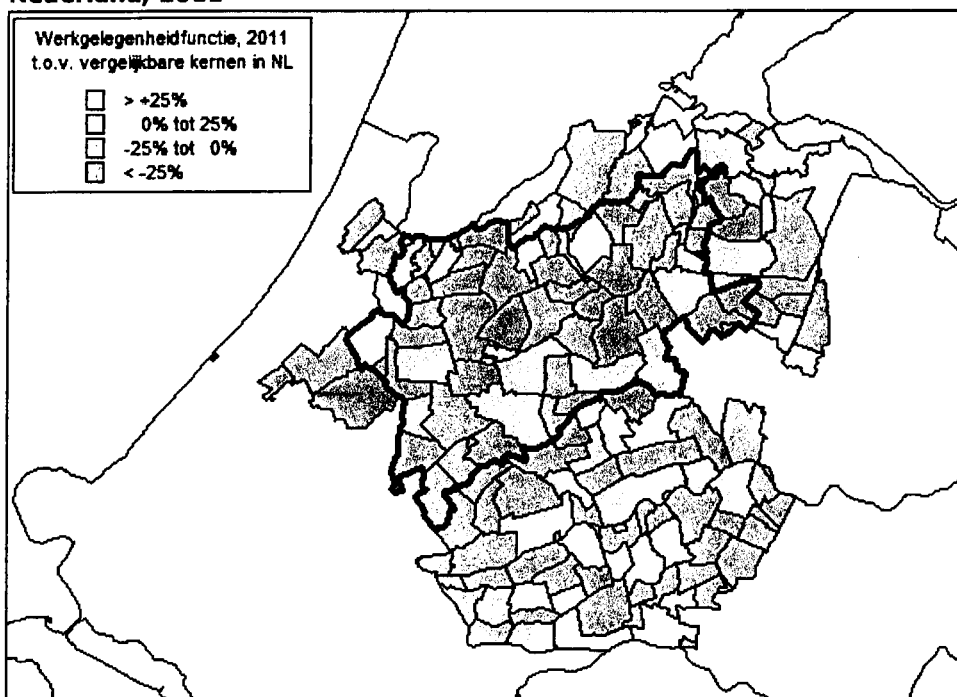 Werkgelegenheidfunctie, 2011
t.o.v. vergelijkbare kernen in NL
> +25%
0% tot 25%
-25% tot 0%
< -25%